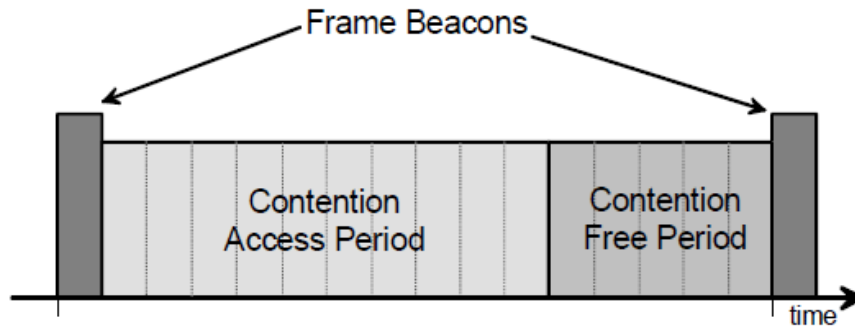 Frame Beacons
Contention
Access Period
Contention
Free Period
time